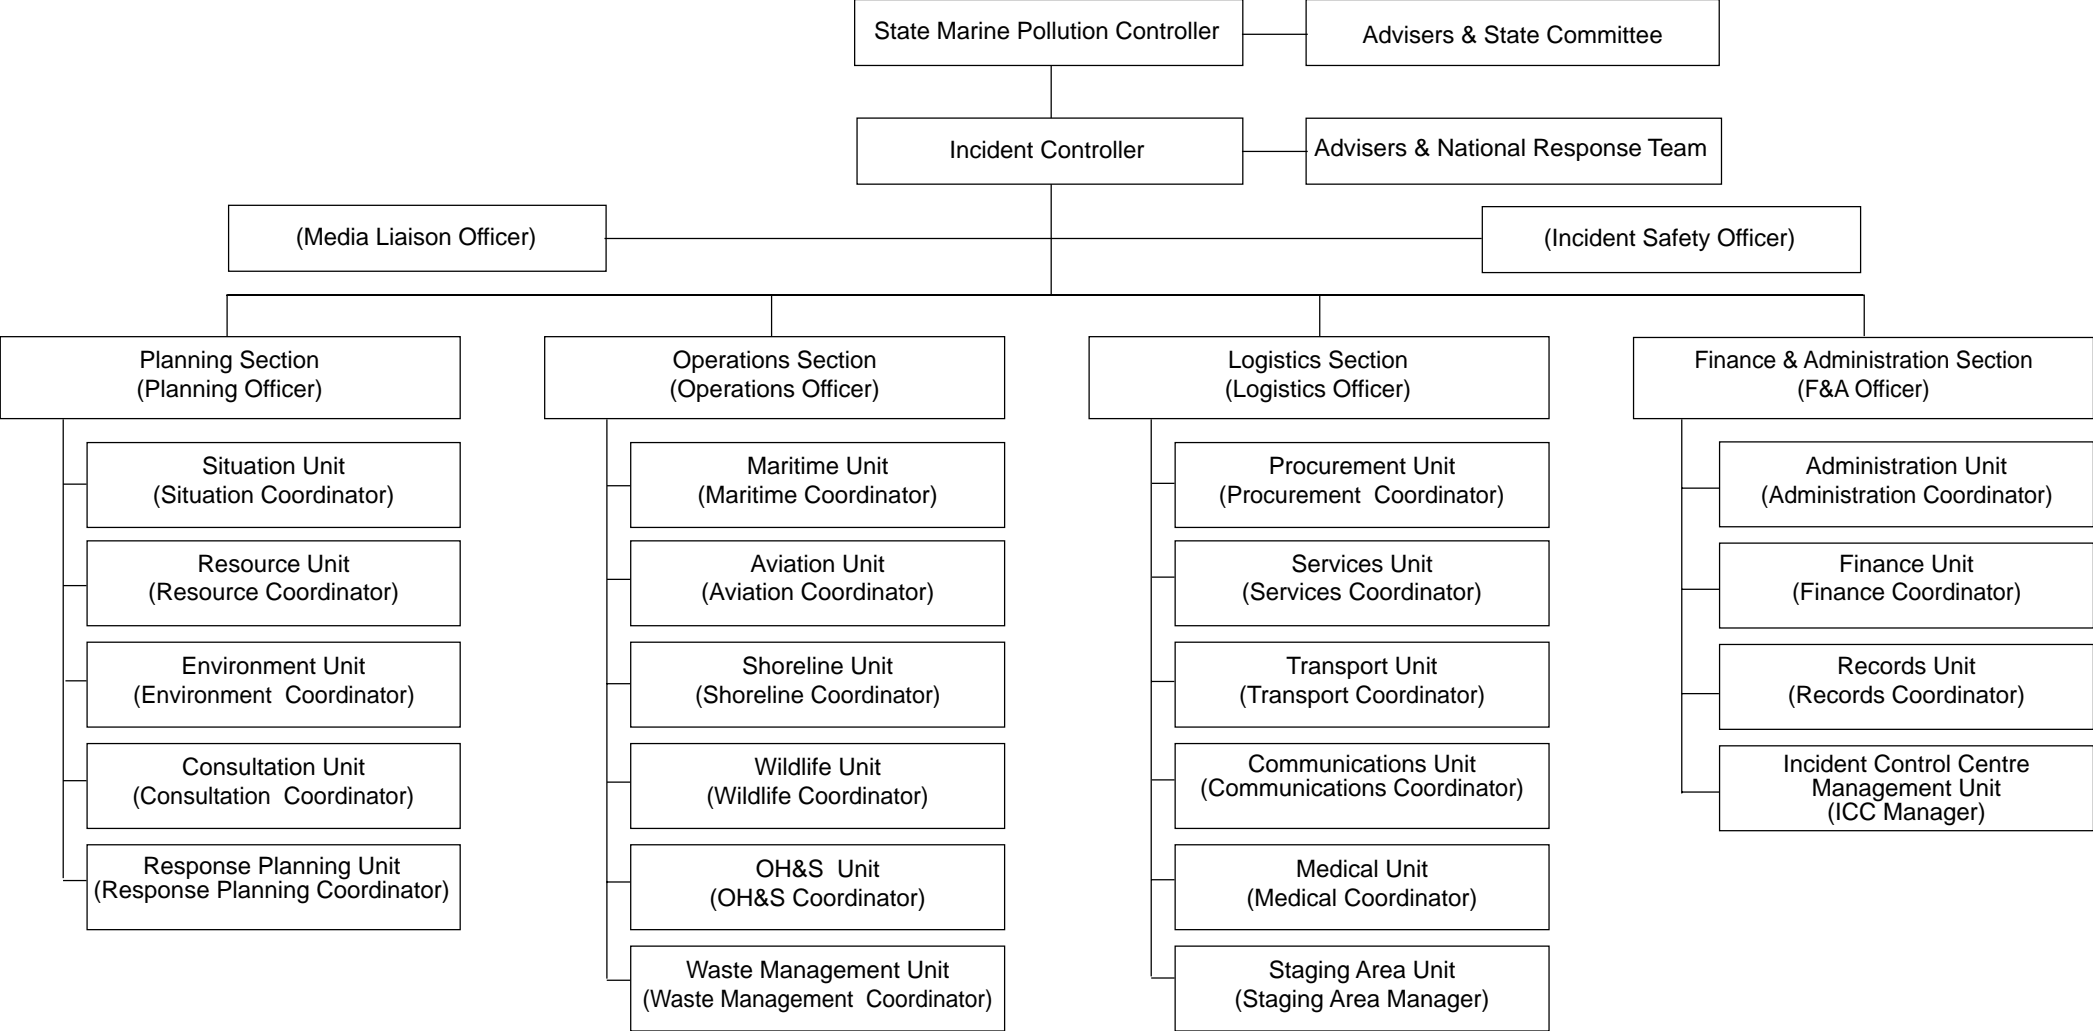 State Marine Pollution Controller
Advisers & State Committee
Incident Controller
Advisers & National Response Team
(Media Liaison Officer)
(Incident Safety Officer)
Planning Section
(Planning Officer)
Situation Unit
(Situation Coordinator)
Resource Unit
(Resource Coordinator)
Environment Unit
(Environment  Coordinator)
Consultation Unit
(Consultation  Coordinator)
Response Planning Unit
(Response Planning Coordinator)
Operations Section
(Operations Officer)
Maritime Unit
(Maritime Coordinator)
Aviation Unit
(Aviation Coordinator)
Shoreline Unit
(Shoreline Coordinator)
Wildlife Unit
(Wildlife Coordinator)
OH&S  Unit
(OH&S Coordinator)
Waste Management Unit
(Waste Management  Coordinator)
Logistics Section
(Logistics Officer)
Procurement Unit
(Procurement  Coordinator)
Services Unit
(Services Coordinator)
Transport Unit
(Transport Coordinator)
Communications Unit
(Communications Coordinator)
Medical Unit
(Medical Coordinator)
Staging Area Unit
(Staging Area Manager)
Finance & Administration Section
(F&A Officer)
Administration Unit
(Administration Coordinator)
Finance Unit
(Finance Coordinator)
Records Unit
(Records Coordinator)
Incident Control Centre
Management Unit
(ICC Manager)